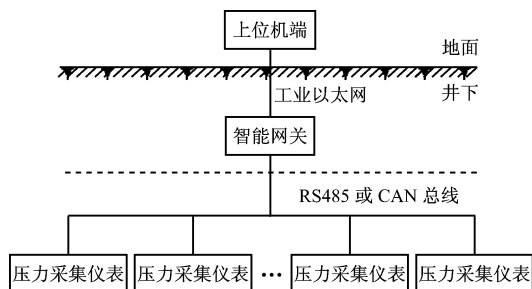 上位机端
地面
工业以太网
井下
智能网关
RS485 或 CAN 总线
压力采集仪表 压力采集仪表 … 压力采集仪表 压力采集仪表